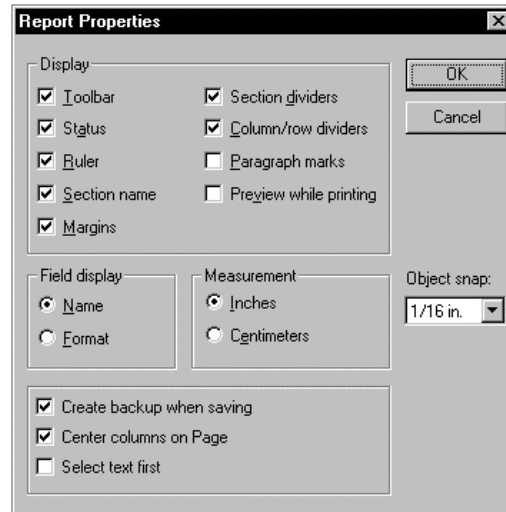 Report Properties
Display
Toolbar
Status
Ruler
Section name
Margins
Section dividers
Column/row dividers
Paragraph marks
Preview while printing
OK
Cancel
Field display
Name
Format
Measurement
Inches
Centimeters
Object snap:
1/16 in.
Create backup when saving
Center columns on Page
Select text first